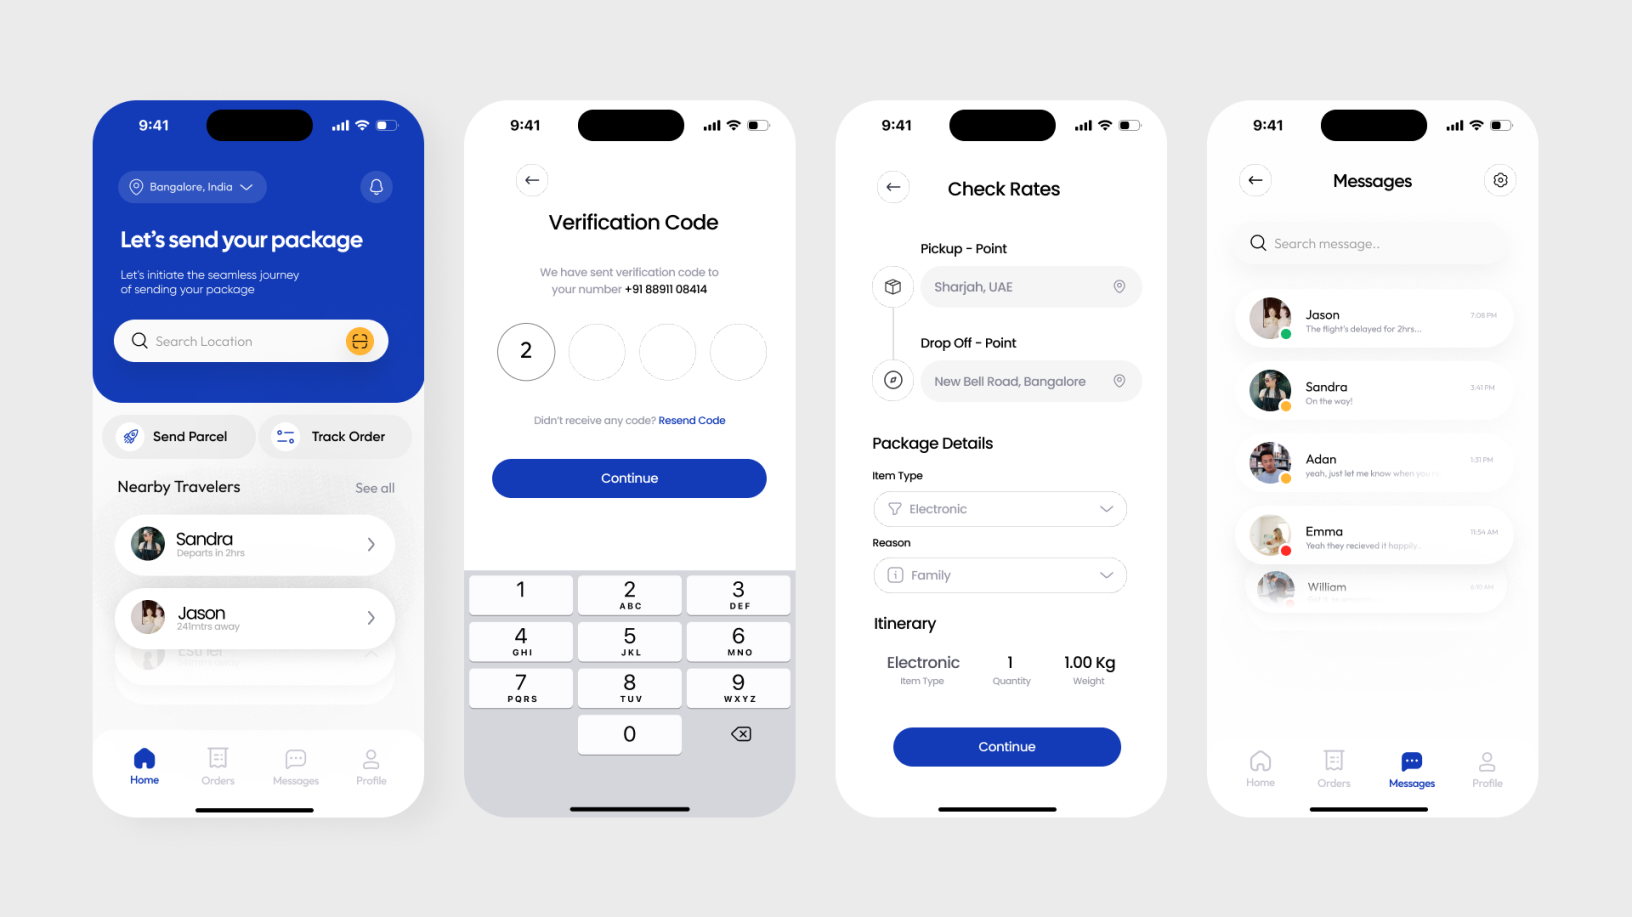 9:41
Bangalore, India
Let's send your package
Let's initiate the seamless journey
of sending your package
Search Location
Send Parcel
Track Order
Nearby Travelers
See all
Sandra
Departs in 2hrs
Jason
241mtrs away
Esther
Home
Orders
Messages
Profile
9:41
Verification Code
We have sent verification code to
your number +91 88911 08414
2
Didn't receive any code? Resend Code
Continue
1
2
ABC
3
DEF
4
GHI
5
JKL
6
MNO
7
PQRS
8
TUV
9
WXYZ
0
9:41
Check Rates
Pickup - Point
Sharjah, UAE
Drop Off - Point
New Bell Road, Bangalore
Package Details
Item Type
Electronic
Reason
Family
Itinerary
Electronic
Item Type
1
Quantity
1.00 Kg
Weight
Continue
9:41
Messages
Search message..
Jason
7:08 PM
The flight's delayed for 2hrs...
Sandra
3:41 PM
On the way!
Adan
1:31 PM
yeah, just let me know when you
Emma
11:54 AM
Yeah they recieved it happily..
William
Home
Orders
Messages
Profile